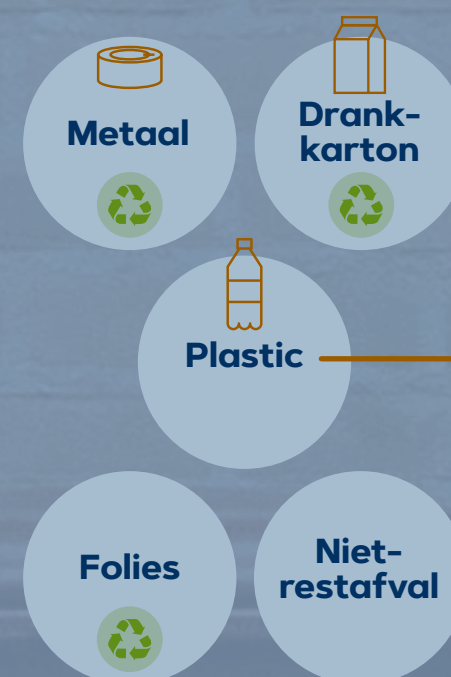 Metaal
Drank-
karton
Plastic
Folies
Niet-
restafval